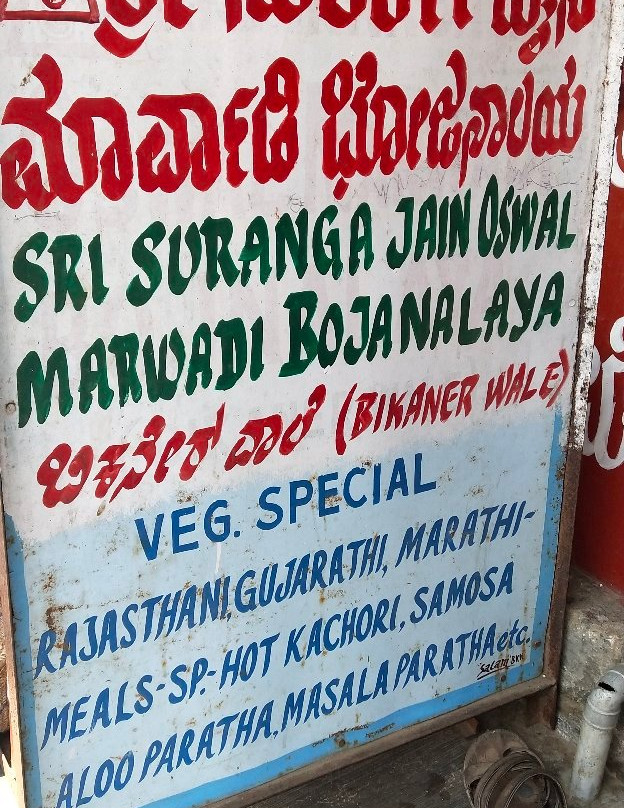 ಮಾರ್ವಾಡಿ ಭೋಜನಾಲಯ
SRI SURANGA JAIN OSWAL
MARWADI BOJANALAYA
ಬಿಕನೇರ್ ವಾಲೆ (BIKANER WALE)
VEG. SPECIAL
RAJASTHANI, GUJARATHI, MARATHI-
MEALS-SP.-HOT KACHORI, SAMOSA
ALOO PARATHA, MASALA PARATHA etc.